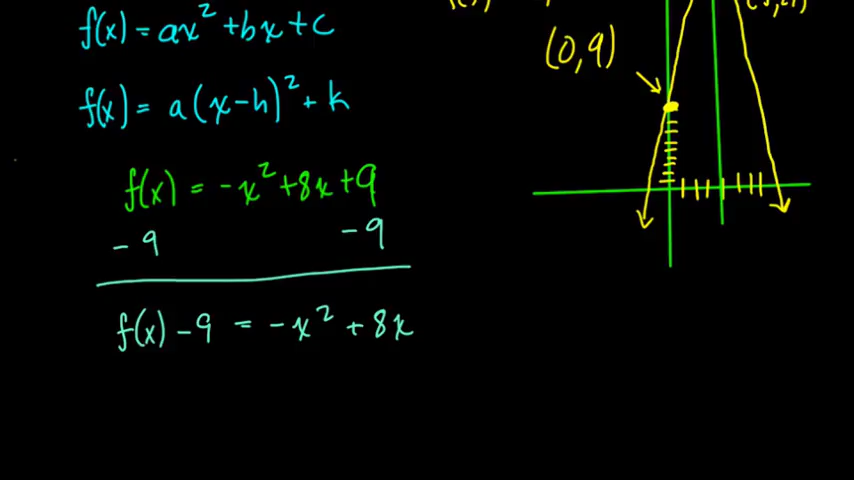 f(x) = ax² + bx + c
(0,9)
f(x) = a(x-h)² + k
f(x) = -x² + 8x + 9
-9 -9
f(x) - 9 = -x² + 8x